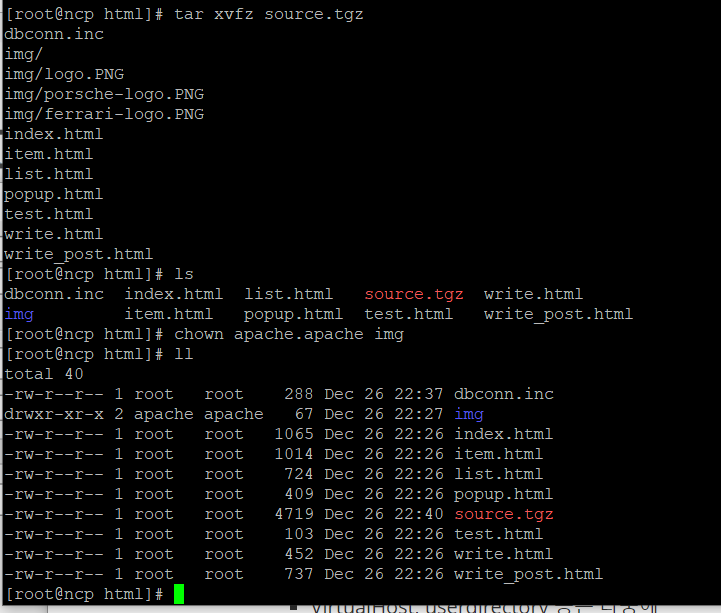 [root@ncp html]# tar xvfz source.tgz
dbconn.inc
img/
img/logo.PNG
img/porsche-logo.PNG
img/ferrari-logo.PNG
index.html
item.html
list.html
popup.html
test.html
write.html
write_post.html
[root@ncp html]# ls
dbconn.inc  index.html  list.html   source.tgz  write.html
img         item.html   popup.html  test.html   write_post.html
[root@ncp html]# chown apache.apache img
[root@ncp html]# ll
total 40
-rw-r--r-- 1 root   root    288 Dec 26 22:37 dbconn.inc
drwxr-xr-x 2 apache apache   67 Dec 26 22:27 img
-rw-r--r-- 1 root   root   1065 Dec 26 22:26 index.html
-rw-r--r-- 1 root   root   1014 Dec 26 22:26 item.html
-rw-r--r-- 1 root   root    724 Dec 26 22:26 list.html
-rw-r--r-- 1 root   root    409 Dec 26 22:26 popup.html
-rw-r--r-- 1 root   root   4719 Dec 26 22:40 source.tgz
-rw-r--r-- 1 root   root    103 Dec 26 22:26 test.html
-rw-r--r-- 1 root   root    452 Dec 26 22:26 write.html
-rw-r--r-- 1 root   root    737 Dec 26 22:26 write_post.html
[root@ncp html]#
VirtualHost, userdirectory